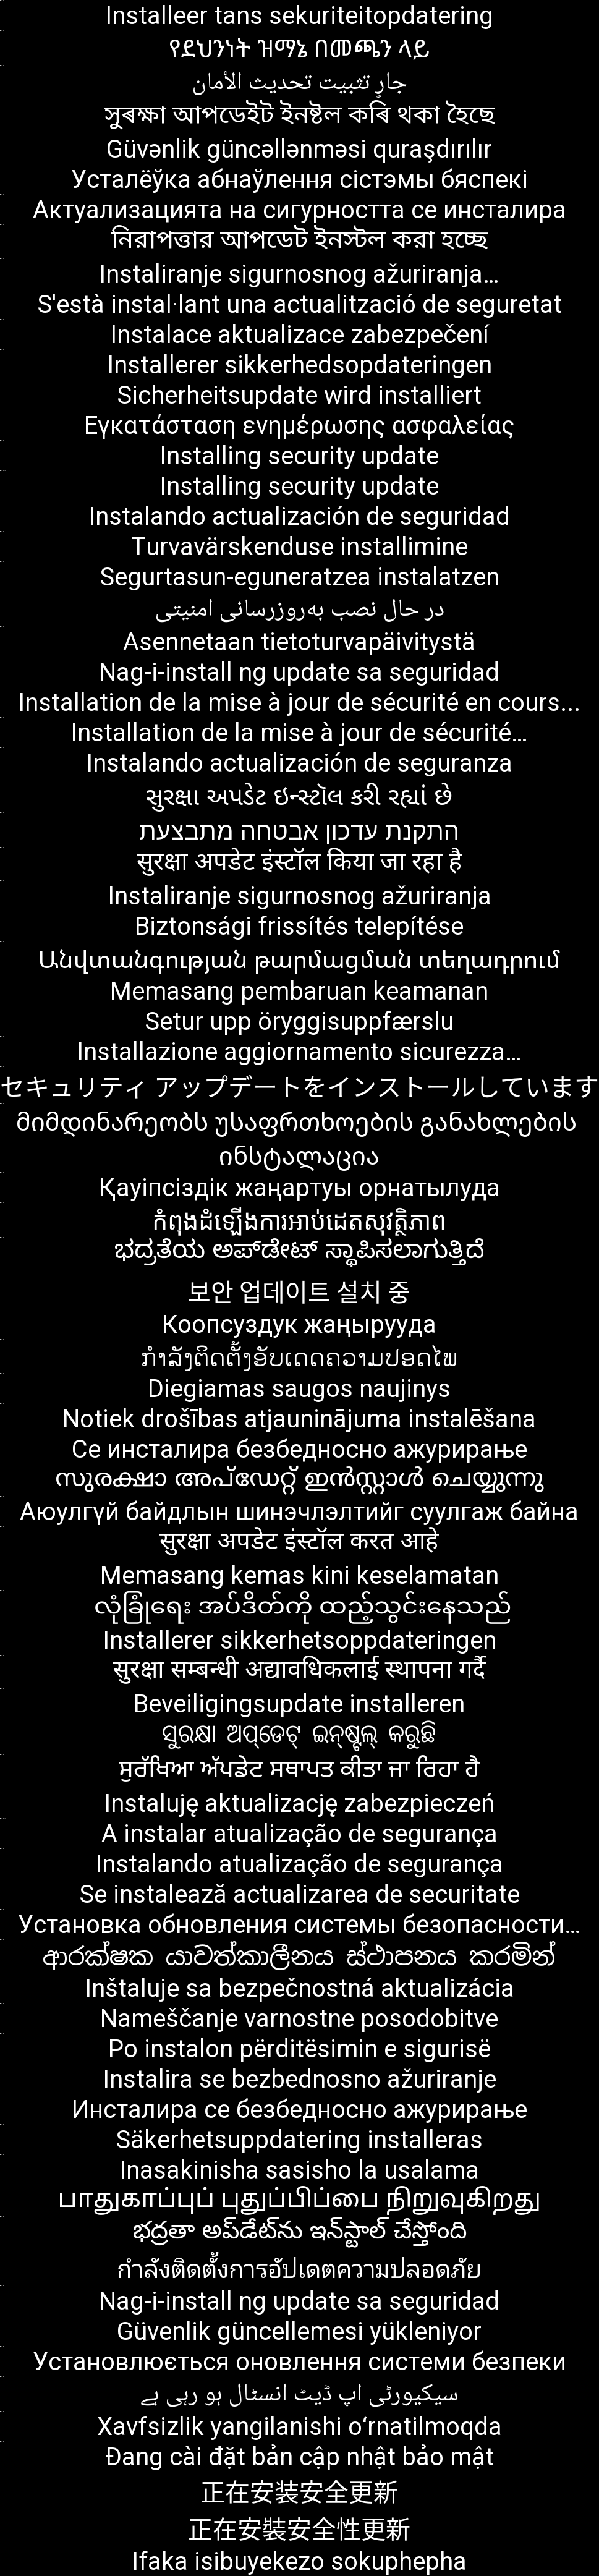 Installeer tans sekuriteitopdatering
የደህንነት ዝማኔ በመጫን ላይ
جارٍ تثبيت تحديث الأمان
সুৰক্ষা আপডেইট ইনষ্টল কৰি থকা হৈছে
Güvənlik güncəllənməsi quraşdırılır
Усталёўка абнаўлення сістэмы бяспекі
Актуализацията на сигурността се инсталира
নিরাপত্তার আপডেট ইনস্টল করা হচ্ছে
Instaliranje sigurnosnog ažuriranja…
S'està instal·lant una actualització de seguretat
Instalace aktualizace zabezpečení
Installerer sikkerhedsopdateringen
Sicherheitsupdate wird installiert
Εγκατάσταση ενημέρωσης ασφαλείας
Installing security update
Installing security update
Instalando actualización de seguridad
Turvavärskenduse installimine
Segurtasun-eguneratzea instalatzen
در حال نصب به‌روزرسانی امنیتی
Asennetaan tietoturvapäivitystä
Nag-i-install ng update sa seguridad
Installation de la mise à jour de sécurité en cours...
Installation de la mise à jour de sécurité…
Instalando actualización de seguranza
સુરક્ષા અપડેટ ઇન્સ્ટૉલ કરી રહ્યાં છે
התקנת עדכון אבטחה מתבצעת
सुरक्षा अपडेट इंस्टॉल किया जा रहा है
Instaliranje sigurnosnog ažuriranja
Biztonsági frissítés telepítése
Անվտանգության թարմացման տեղադրում
Memasang pembaruan keamanan
Setur upp öryggisuppfærslu
Installazione aggiornamento sicurezza…
セキュリティ アップデートをインストールしています
მიმდინარეობს უსაფრთხოების განახლების
ინსტალაცია
Қауіпсіздік жаңартуы орнатылуда
កំពុងដំឡើងការអាប់ដេតសុវត្ថិភាព
ಭದ್ರತೆಯ ಅಪ್‌ಡೇಟ್‌ ಸ್ಥಾಪಿಸಲಾಗುತ್ತಿದೆ
보안 업데이트 설치 중
Коопсуздук жаңырууда
ກຳລັງຕິດຕັ້ງອັບເດດຄວາມປອດໄພ
Diegiamas saugos naujinys
Notiek drošības atjauninājuma instalēšana
Се инсталира безбедносно ажурирање
സുരക്ഷാ അപ്ഡേറ്റ് ഇൻസ്റ്റാൾ ചെയ്യുന്നു
Аюулгүй байдлын шинэчлэлтийг суулгаж байна
सुरक्षा अपडेट इंस्टॉल करत आहे
Memasang kemas kini keselamatan
လုံခြုံရေး အပ်ဒိတ်ကို ထည့်သွင်းနေသည်
Installerer sikkerhetsoppdateringen
सुरक्षा सम्बन्धी अद्यावधिकलाई स्थापना गर्दै
Beveiligingsupdate installeren
ସୁରକ୍ଷା ଅପ୍‌ଡେଟ୍‌ ଇନ୍‌ଷ୍ଟଲ୍‌ କରୁଛି
ਸੁਰੱਖਿਆ ਅੱਪਡੇਟ ਸਥਾਪਤ ਕੀਤਾ ਜਾ ਰਿਹਾ ਹੈ
Instaluję aktualizację zabezpieczeń
A instalar atualização de segurança
Instalando atualização de segurança
Se instalează actualizarea de securitate
Установка обновления системы безопасности…
ආරක්ෂක යාවත්කාලීනය ස්ථාපනය කරමින්
Inštaluje sa bezpečnostná aktualizácia
Nameščanje varnostne posodobitve
Po instalon përditësimin e sigurisë
Instalira se bezbednosno ažuriranje
Инсталира се безбедносно ажурирање
Säkerhetsuppdatering installeras
Inasakinisha sasisho la usalama
பாதுகாப்புப் புதுப்பிப்பை நிறுவுகிறது
భద్రతా అప్‌డేట్‌ను ఇన్‌స్టాల్ చేస్తోంది
กำลังติดตั้งการอัปเดตความปลอดภัย
Nag-i-install ng update sa seguridad
Güvenlik güncellemesi yükleniyor
Установлюється оновлення системи безпеки
سیکیورٹی اپ ڈیٹ انسٹال ہو رہی ہے
Xavfsizlik yangilanishi o‘rnatilmoqda
Đang cài đặt bản cập nhật bảo mật
正在安装安全更新
正在安裝安全性更新
Ifaka isibuyekezo sokuphepha